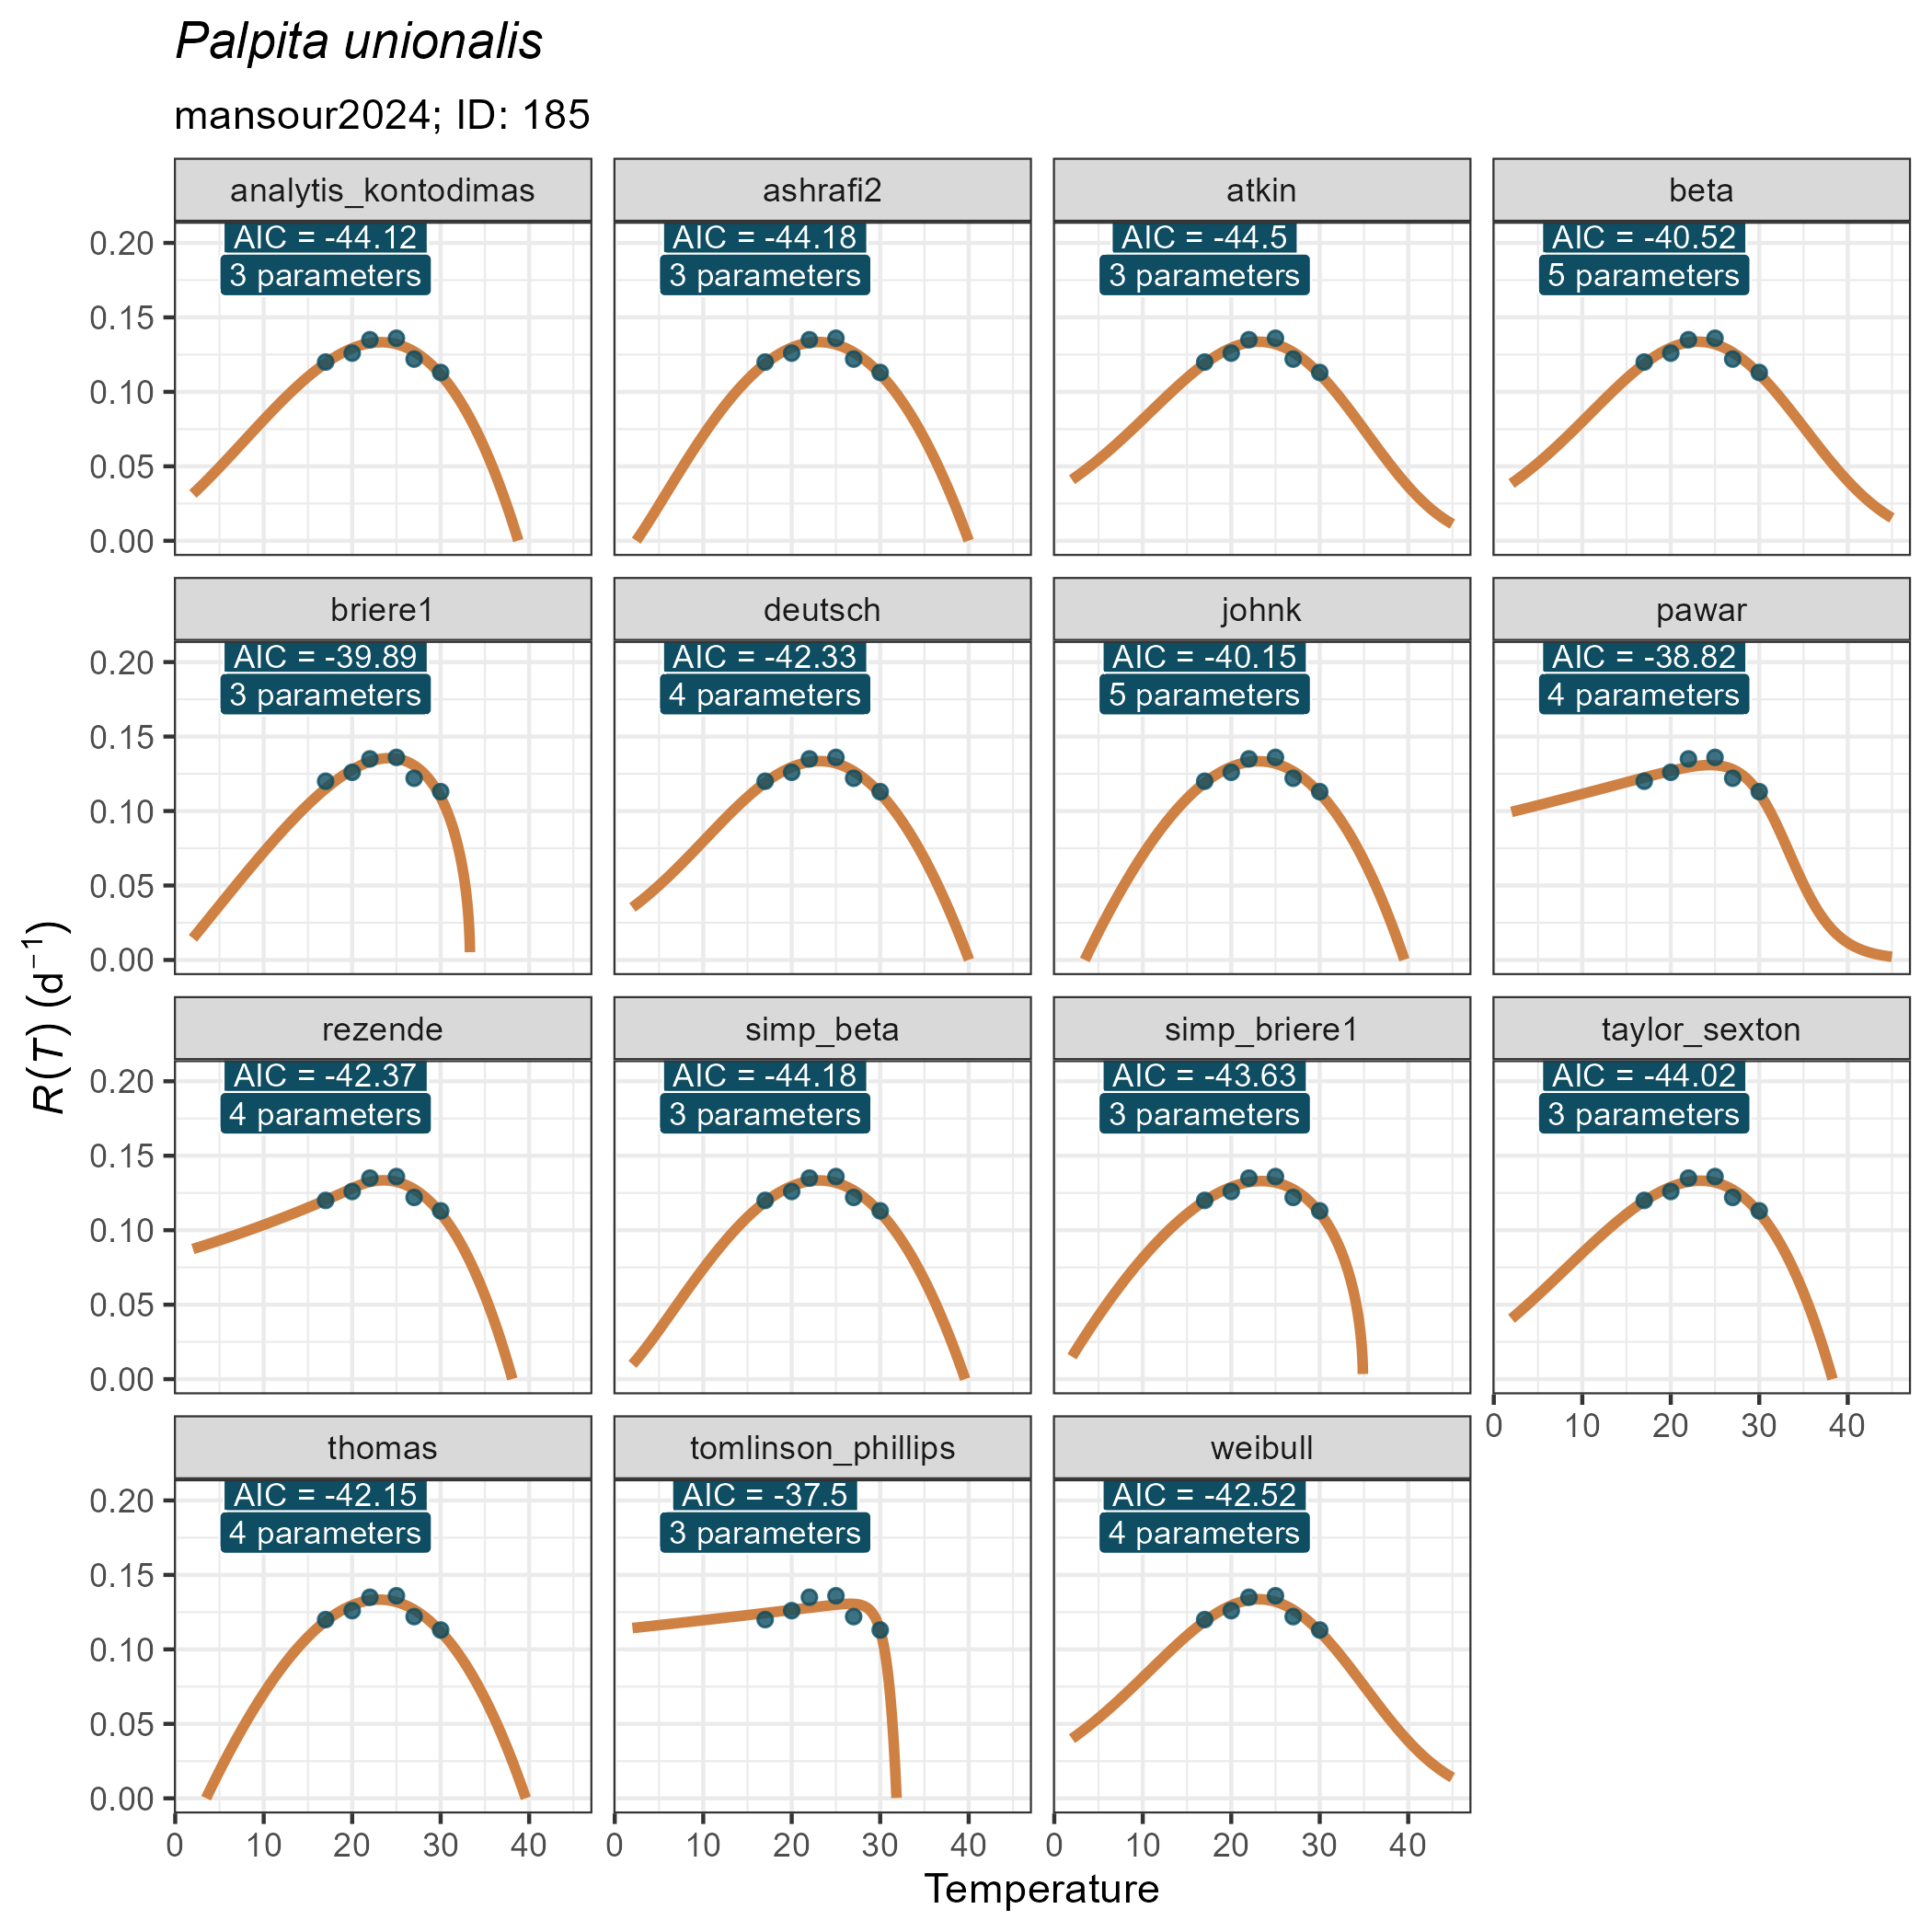 Palpita unionalis
mansour2024; ID: 185
analytis_kontodimas
ashrafi2
atkin
beta
AIC = -44.12
3 parameters
AIC = -44.18
3 parameters
AIC = -44.5
3 parameters
AIC = -40.52
5 parameters
0.20
0.15
0.10
0.05
0.00
briere1
deutsch
johnk
pawar
AIC = -39.89
3 parameters
AIC = -42.33
4 parameters
AIC = -40.15
5 parameters
AIC = -38.82
4 parameters
0.20
0.15
0.10
0.05
0.00
R(T) (d⁻¹)
rezende
simp_beta
simp_briere1
taylor_sexton
AIC = -42.37
4 parameters
AIC = -44.18
3 parameters
AIC = -43.63
3 parameters
AIC = -44.02
3 parameters
0.20
0.15
0.10
0.05
0.00
0 10 20 30 40
thomas
tomlinson_phillips
weibull
AIC = -42.15
4 parameters
AIC = -37.5
3 parameters
AIC = -42.52
4 parameters
0.20
0.15
0.10
0.05
0.00
0 10 20 30 40
0 10 20 30 40
0 10 20 30 40
Temperature